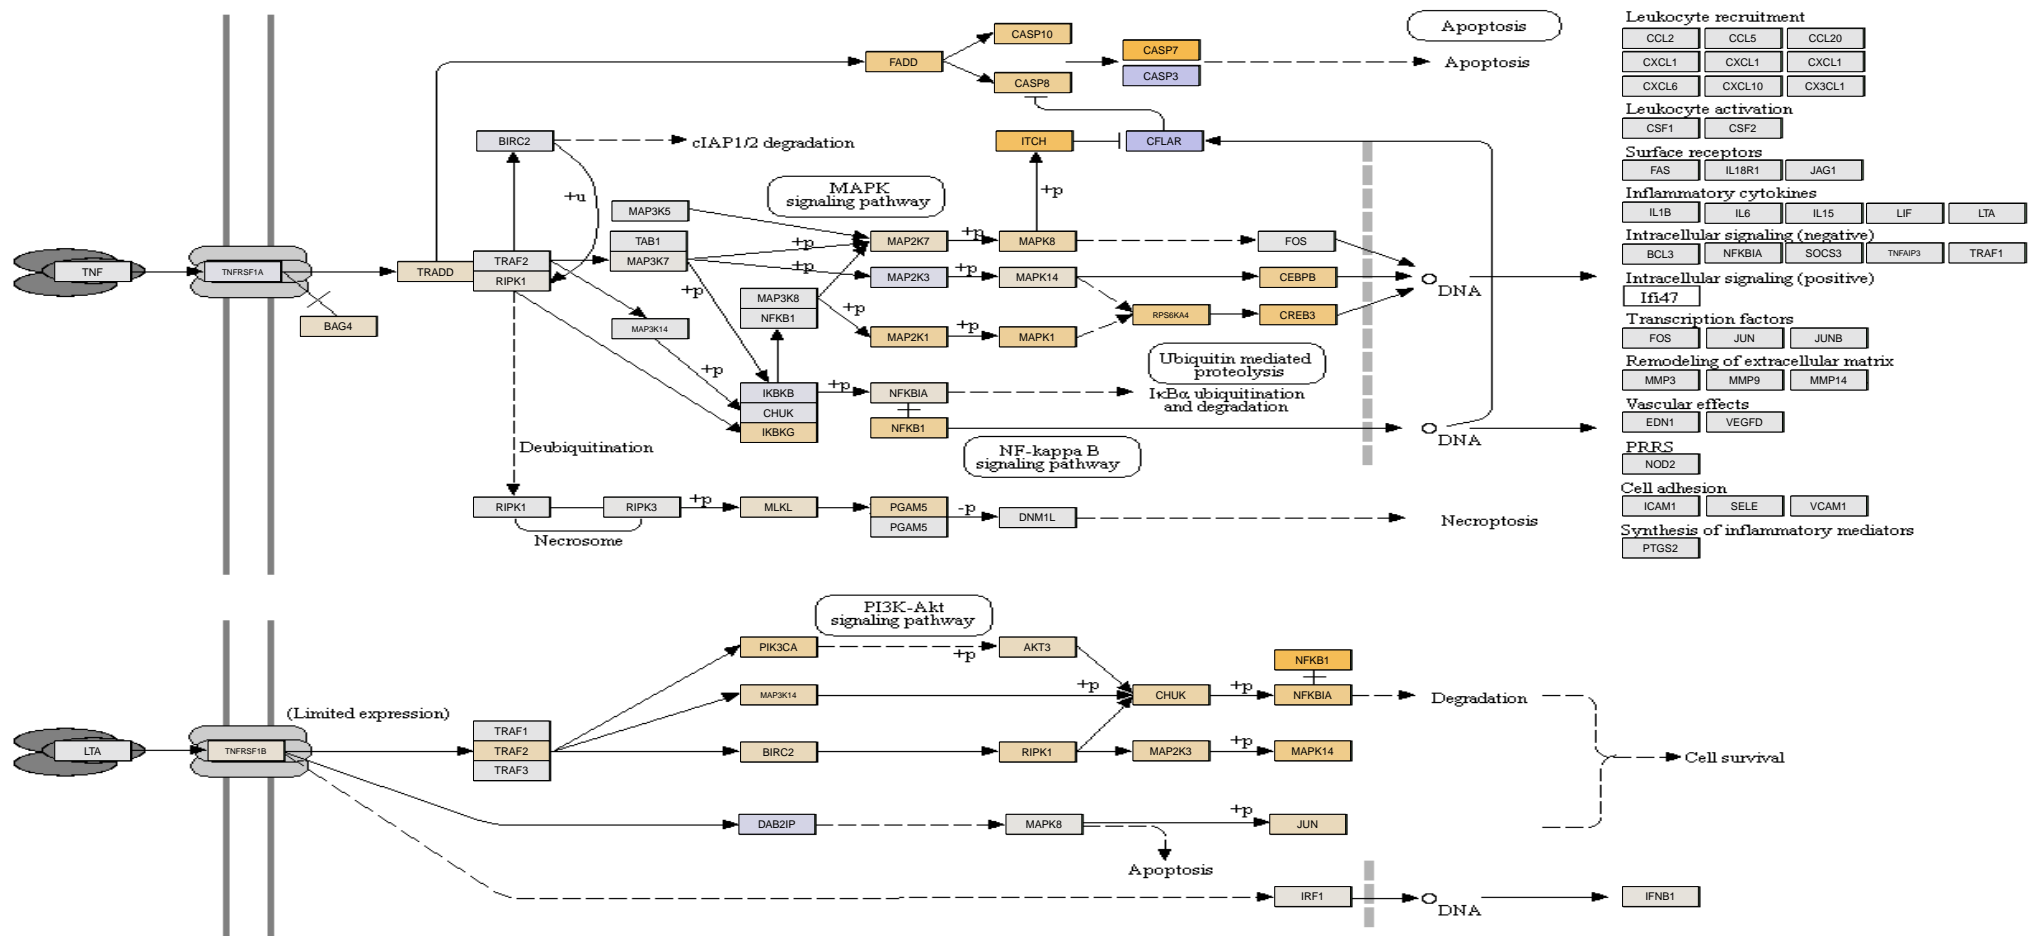 Apoptosis
CASP10
CASP7
FADD
Apoptosis
CASP8
CASP3
BIRC2
cIAP1/2 degradation
ITCH
CFLAR
+u
+p
MAPK
signaling pathway
MAP3K5
TAB1
MAP3K7
+p
+p
+p
MAP2K7
+p
MAPK8
FOS
TNF
TNFRSF1A
TRADD
TRAF2
RIPK1
MAP2K3
+p
MAPK14
CEBPB
DNA
BAG4
MAP3K14
MAP3K8
NFKB1
+p
RPS6KA4
CREB3
MAP2K1
+p
MAPK1
+p
Ubiquitin mediated
proteolysis
IKBKB
CHUK
IKBKG
+p
NFKBIA
IκBα ubiquitination
and degradation
NFKB1
DNA
NF-kappa B
signaling pathway
Deubiquitination
RIPK1
RIPK3
+p
MLKL
PGAM5
PGAM5
-p
DNM1L
Necroptosis
Necrosome
Leukocyte recruitment
CCL2 CCL5 CCL20
CXCL1 CXCL1 CXCL1
CXCL6 CXCL10 CX3CL1
Leukocyte activation
CSF1 CSF2
Surface receptors
FAS IL18R1 JAG1
Inflammatory cytokines
IL1B IL6 IL15 LIF LTA
Intracellular signaling (negative)
BCL3 NFKBIA SOCS3 TNFAIP3 TRAF1
Intracellular signaling (positive)
Ifi47
Transcription factors
FOS JUN JUNB
Remodeling of extracellular matrix
MMP3 MMP9 MMP14
Vascular effects
EDN1 VEGFD
PRRS
NOD2
Cell adhesion
ICAM1 SELE VCAM1
Synthesis of inflammatory mediators
PTGS2
PI3K-Akt
signaling pathway
PIK3CA
+p
AKT3
NFKB1
MAP3K14
+p
CHUK
+p
NFKBIA
Degradation
(Limited expression)
LTA
TNFRSF1B
TRAF1
TRAF2
TRAF3
BIRC2
RIPK1
MAP2K3
+p
MAPK14
Cell survival
DAB2IP
MAPK8
+p
JUN
Apoptosis
IRF1
DNA
IFNB1